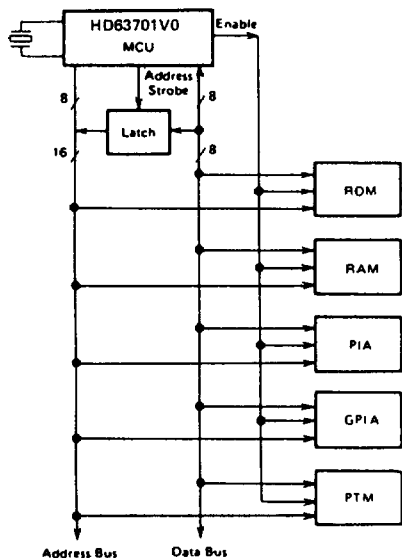 HD63701V0
MCU
Enable
Address
Strobe
8
8
Latch
16
8
ROM
RAM
PIA
GPIA
PTM
Address Bus
Data Bus